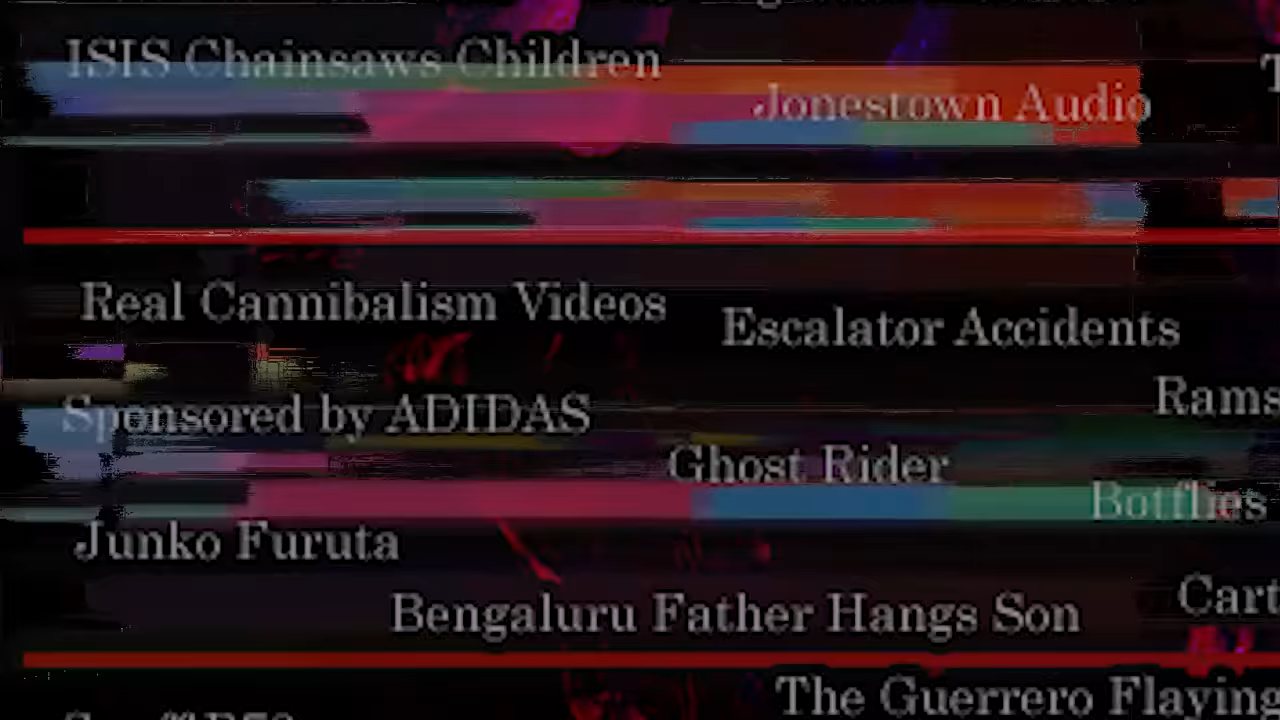 ISIS Chainsaws Children
Jonestown Audio
Real Cannibalism Videos
Escalator Accidents
Rams
Sponsored by ADIDAS
Ghost Rider
Botflies
Junko Furuta
Cart
Bengaluru Father Hangs Son
The Guerrero Flaying